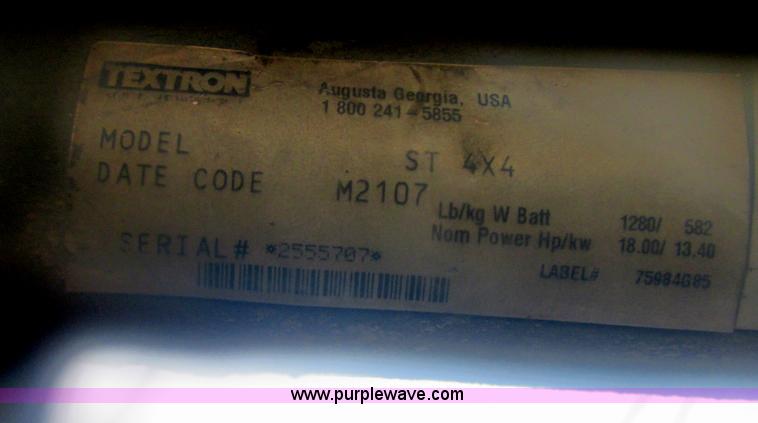 TEXTRON
Augusta Georgia, USA
1 800 241-5855
MODEL ST 4X4
DATE CODE M2107
Lb/kg W Batt 1280/ 582
Nom Power Hp/kw 18.00/ 13.40
SERIAL# *2555707*
LABEL# 75984G85
www.purplewave.com